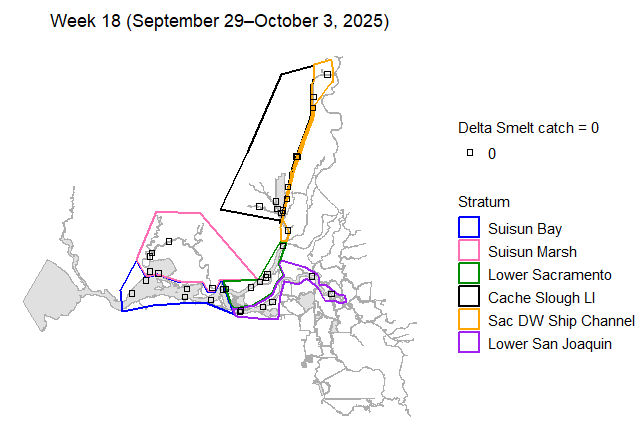 Week 18 (September 29–October 3, 2025)
Delta Smelt catch = 0
0
Stratum
Suisun Bay
Suisun Marsh
Lower Sacramento
Cache Slough LI
Sac DW Ship Channel
Lower San Joaquin